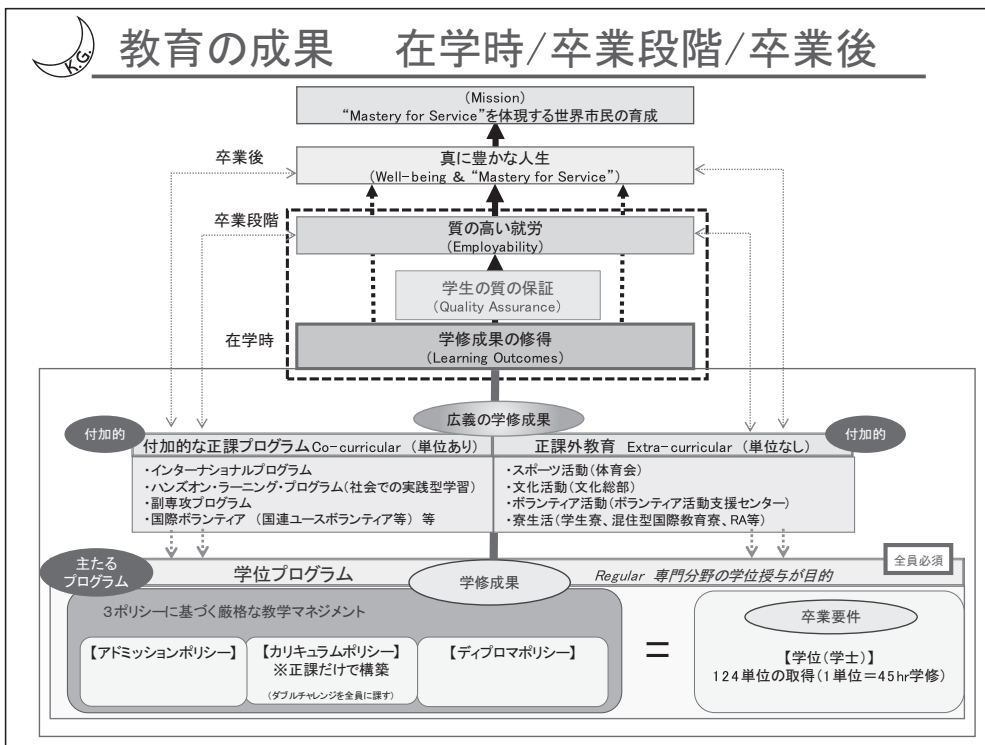 K.G.
教育の成果 在学時/卒業段階/卒業後
(Mission)
“Mastery for Service”を体現する世界市民の育成
卒業後
真に豊かな人生
(Well-being & “Mastery for Service”)
卒業段階
質の高い就労
(Employability)
学生の質の保証
(Quality Assurance)
在学時
学修成果の修得
(Learning Outcomes)
広義の学修成果
付加的
付加的な正課プログラムCo-curricular (単位あり)
・インターナショナルプログラム
・ハンズオン・ラーニング・プログラム(社会での実践型学習)
・副専攻プログラム
・国際ボランティア (国連ユースボランティア等) 等
正課外教育 Extra-curricular (単位なし)
付加的
・スポーツ活動(体育会)
・文化活動(文化総部)
・ボランティア活動(ボランティア活動支援センター)
・寮生活(学生寮、混住型国際教育寮、RA等)
主たる
プログラム
学位プログラム
学修成果
Regular 専門分野の学位授与が目的
全員必須
3ポリシーに基づく厳格な教学マネジメント
【アドミッションポリシー】
【カリキュラムポリシー】
※正課だけで構築
(ダブルチャレンジを全員に課す)
【ディプロマポリシー】
=
卒業要件
【学位(学士)】
124単位の取得(1単位=45hr学修)